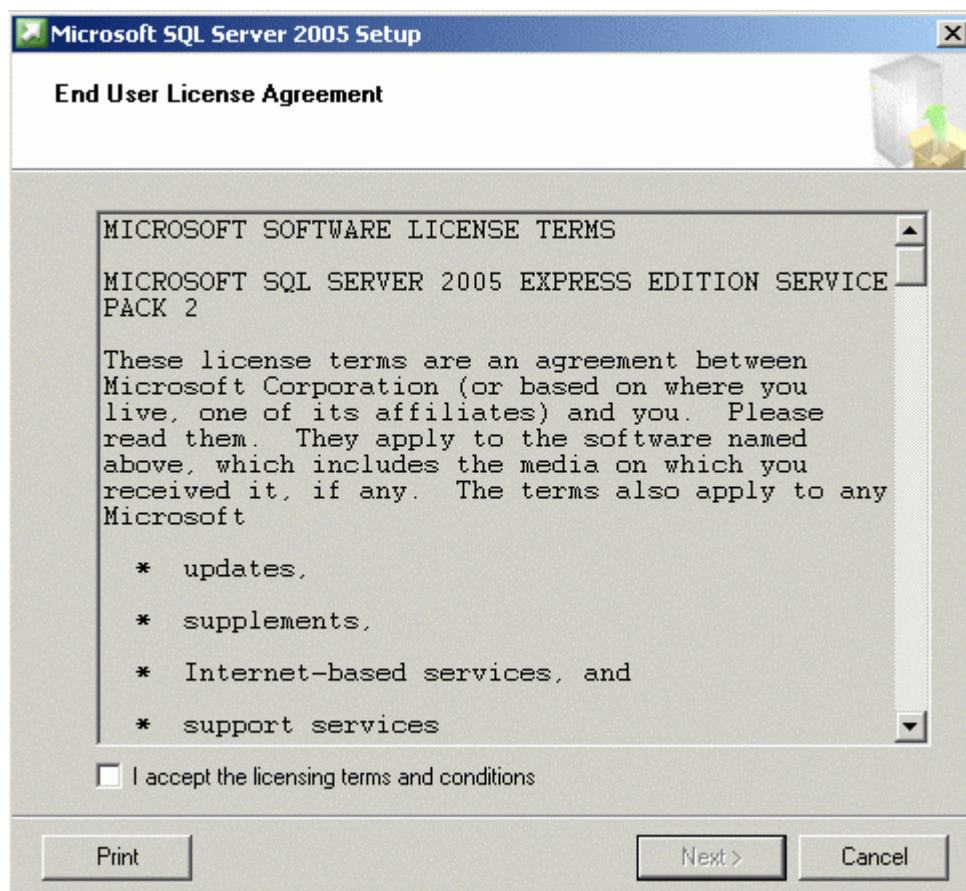 Microsoft SQL Server 2005 Setup
End User License Agreement
MICROSOFT SOFTWARE LICENSE TERMS
MICROSOFT SQL SERVER 2005 EXPRESS EDITION SERVICE
PACK 2
These license terms are an agreement between
Microsoft Corporation (or based on where you
live, one of its affiliates) and you.  Please
read them.  They apply to the software named
above, which includes the media on which you
received it, if any.  The terms also apply to any
Microsoft
* updates,
* supplements,
* Internet-based services, and
* support services
I accept the licensing terms and conditions
Print
Next >
Cancel